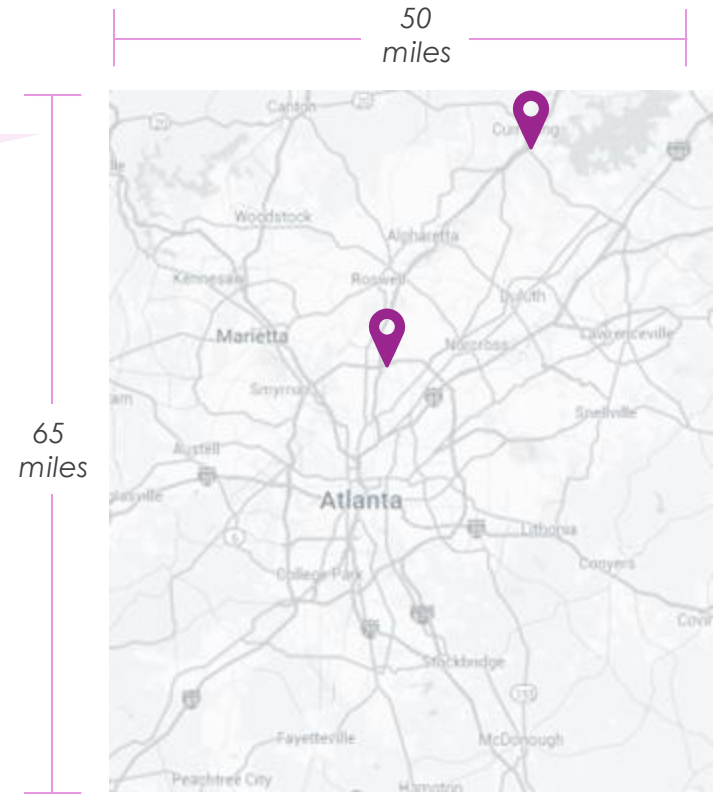 50
miles
Canton
Woodstock
Alpharetta
Kennesaw
Roswell
Duluth
Marietta
Norcross
Lawrenceville
Smyrna
Snellville
65
miles
Austell
Atlanta
Lithonia
College Park
Conyers
Stockbridge
Fayetteville
McDonough
Peachtree City
Hampton